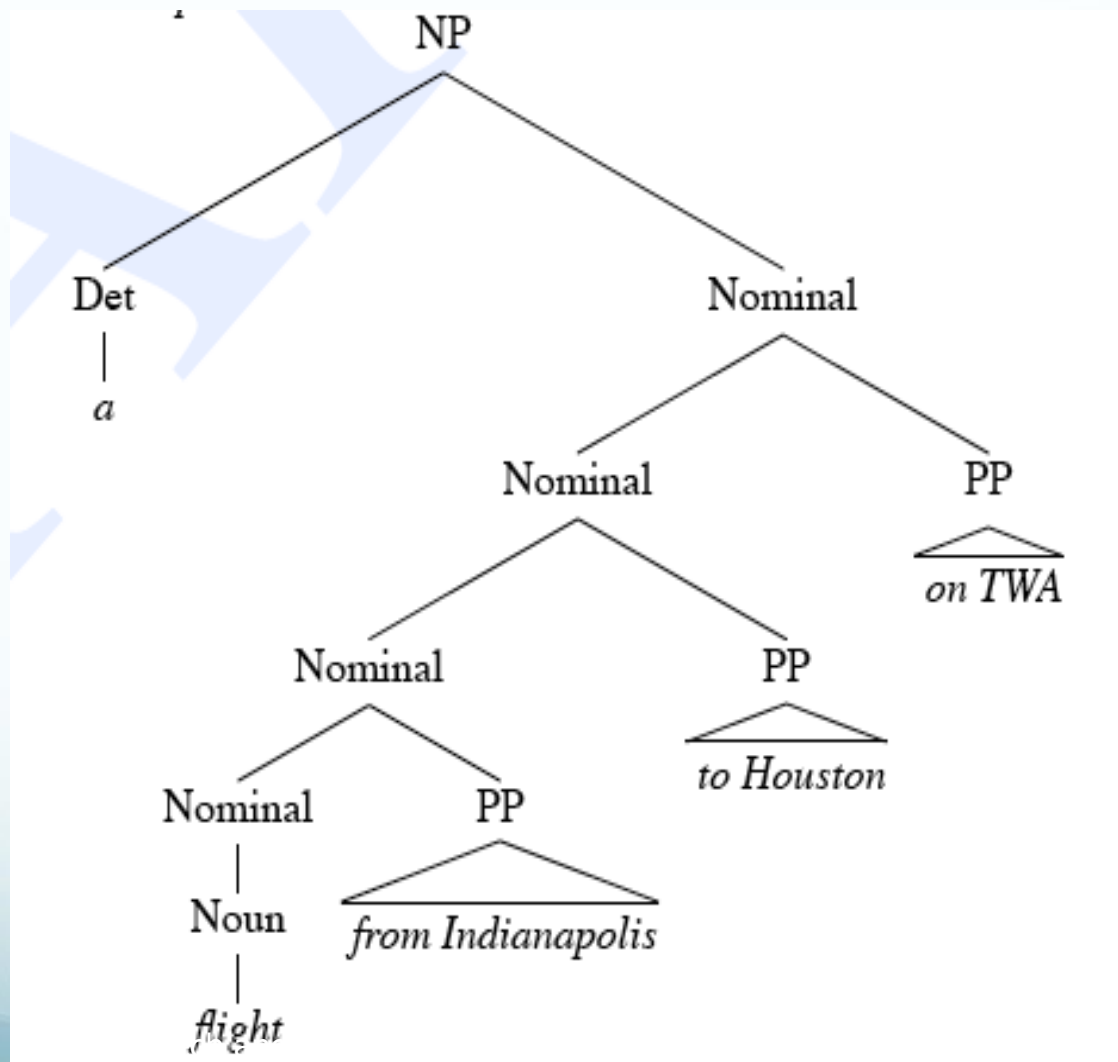 NP
Det Nominal
a
Nominal PP
on TWA
Nominal PP
to Houston
Nominal PP
Noun
from Indianapolis
flight